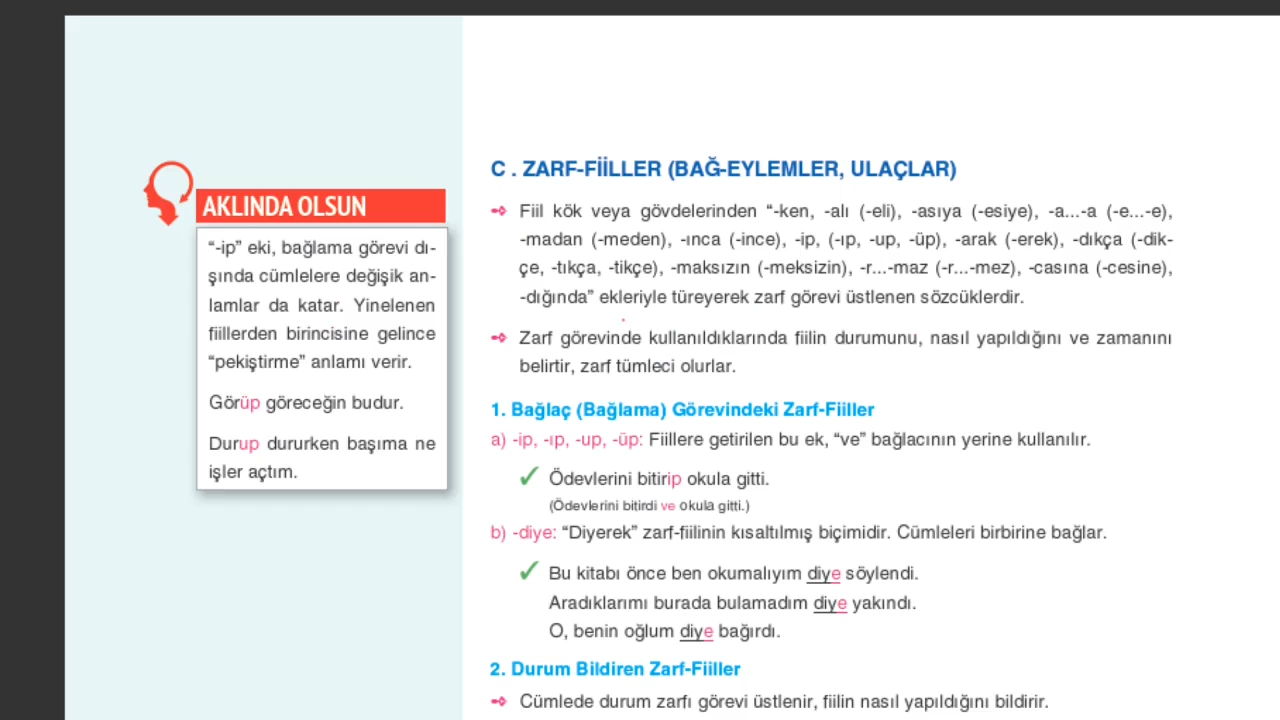 AKLINDA OLSUN
“-ip” eki, bağlama görevi dı-
şında cümlelere değişik an-
lamlar da katar. Yinelenen
fiillerden birincisine gelince
“pekiştirme” anlamı verir.
Görüp göreceğin budur.
Durup dururken başıma ne
işler açtım.
C . ZARF-FİİLLER (BAĞ-EYLEMLER, ULAÇLAR)
Fiil kök veya gövdelerinden “-ken, -alı (-eli), -asıya (-esiye), -a...-a (-e...-e),
-madan (-meden), -ınca (-ince), -ip, (-ıp, -up, -üp), -arak (-erek), -dıkça (-dik-
çe, -tıkça, -tikçe), -maksızın (-meksizin), -r...-maz (-r...-mez), -casına (-cesine),
-dığında” ekleriyle türeyerek zarf görevi üstlenen sözcüklerdir.
Zarf görevinde kullanıldıklarında fiilin durumunu, nasıl yapıldığını ve zamanını
belirtir, zarf tümleci olurlar.
1. Bağlaç (Bağlama) Görevindeki Zarf-Fiiller
a) -ip, -ıp, -up, -üp: Fiillere getirilen bu ek, “ve” bağlacının yerine kullanılır.
✓ Ödevlerini bitirip okula gitti.
(Ödevlerini bitirdi ve okula gitti.)
b) -diye: “Diyerek” zarf-fiilinin kısaltılmış biçimidir. Cümleleri birbirine bağlar.
✓ Bu kitabı önce ben okumalıyım diye söylendi.
Aradıklarımı burada bulamadım diye yakındı.
O, benin oğlum diye bağırdı.
2. Durum Bildiren Zarf-Fiiller
Cümlede durum zarfı görevi üstlenir, fiilin nasıl yapıldığını bildirir.